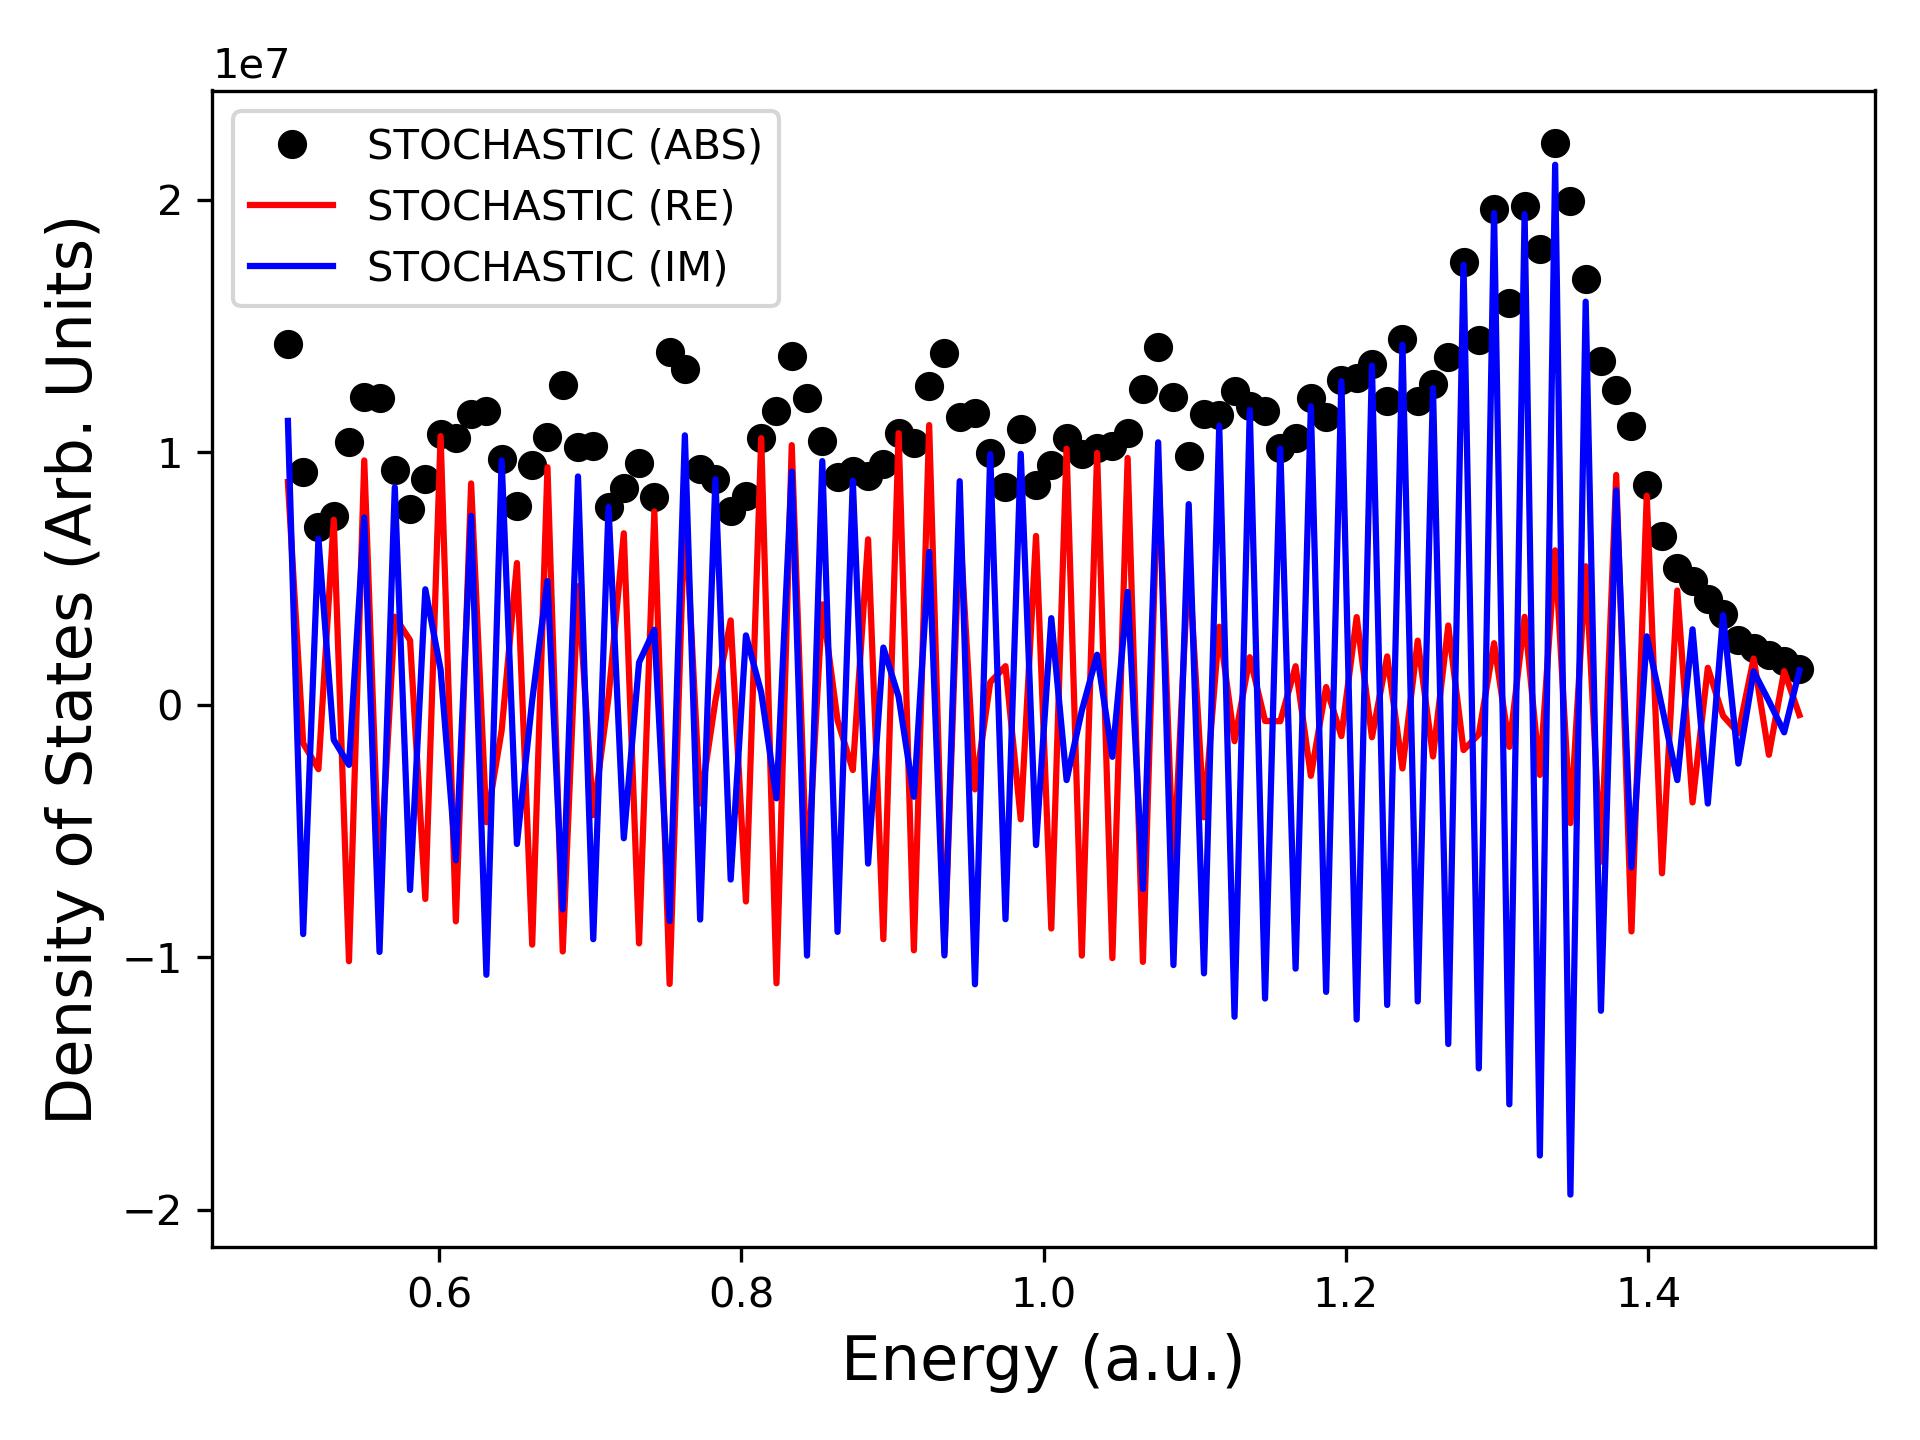 1e7
STOCHASTIC (ABS)
STOCHASTIC (RE)
STOCHASTIC (IM)
Density of States (Arb. Units)
2
1
0
−1
−2
0.6 0.8 1.0 1.2 1.4
Energy (a.u.)